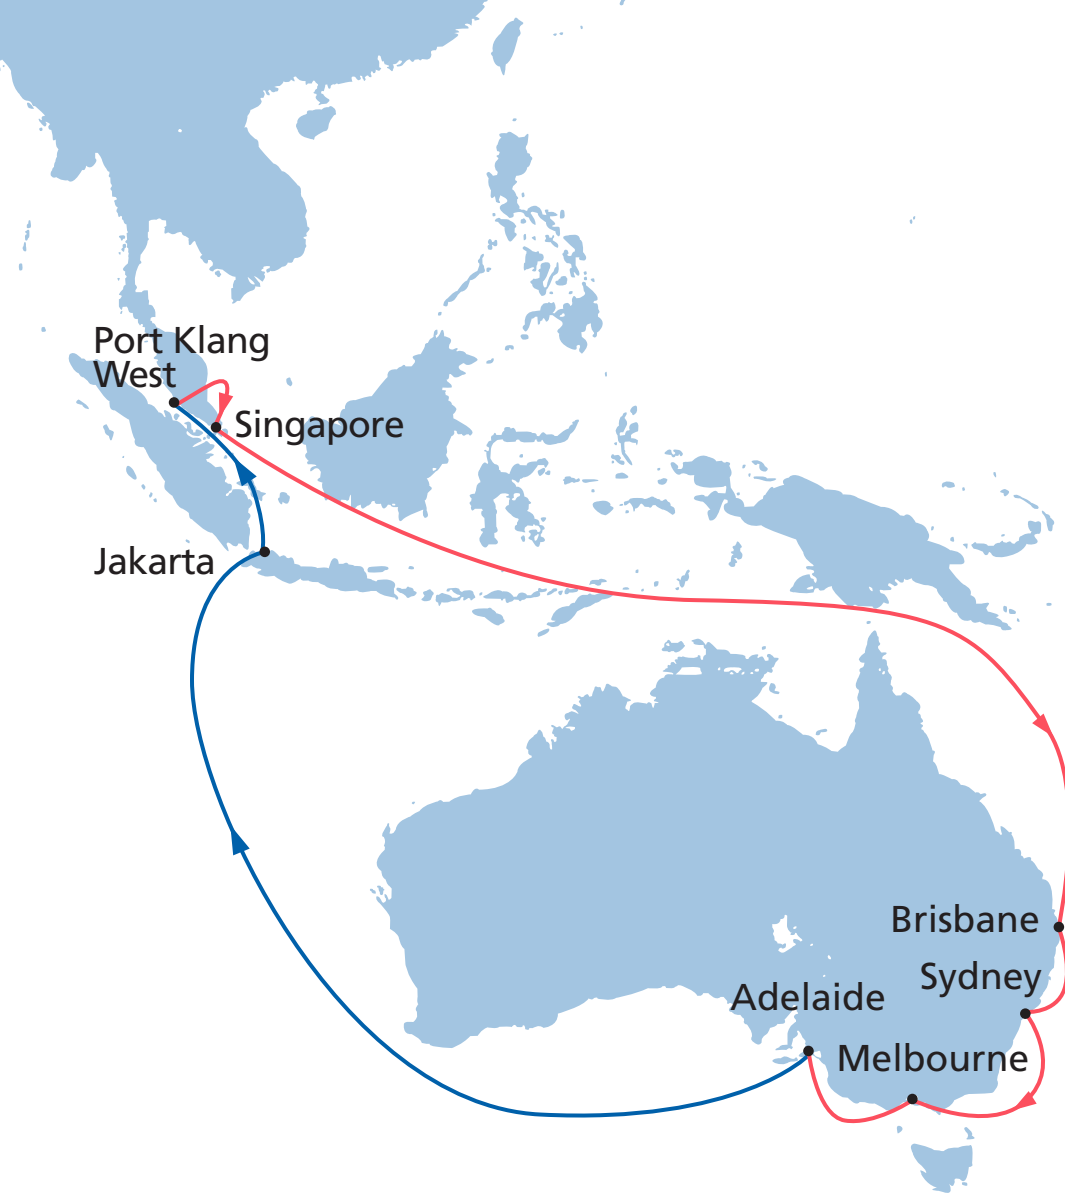 Port Klang
West
Singapore
Jakarta
Brisbane
Sydney
Adelaide
Melbourne